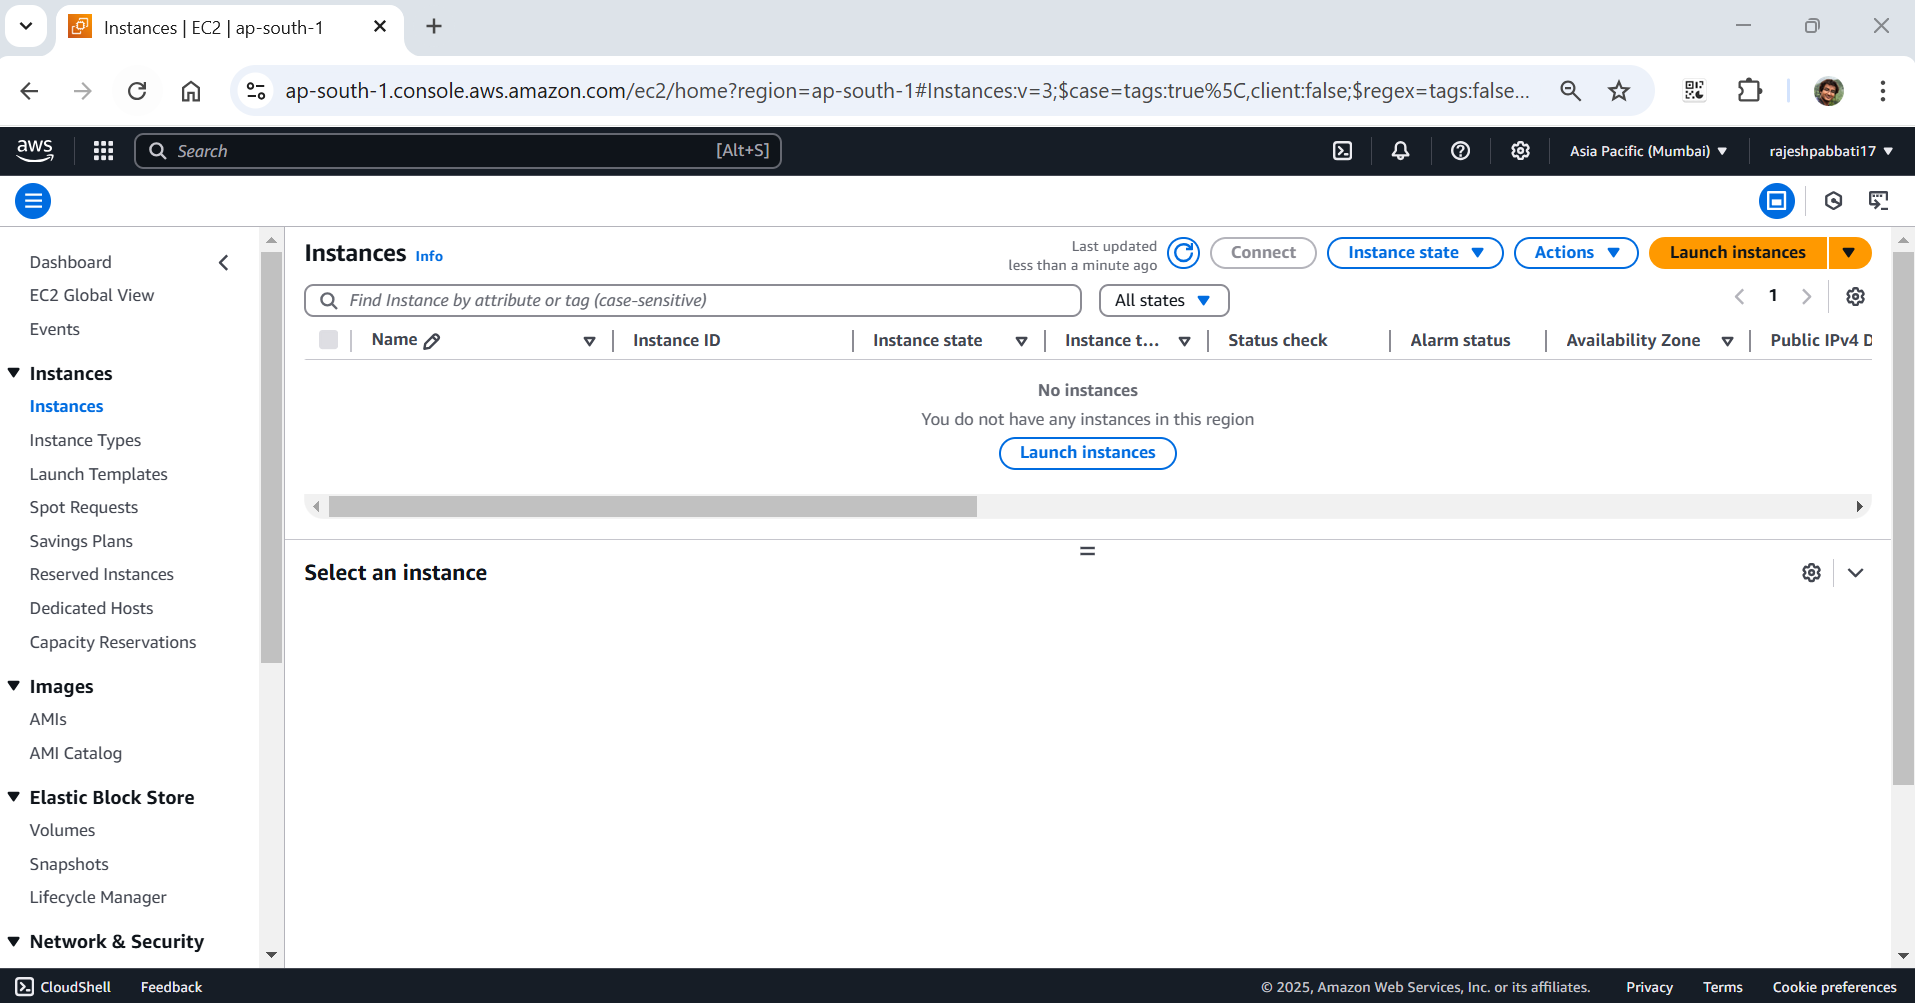 Instances | EC2 | ap-south-1
ap-south-1.console.aws.amazon.com/ec2/home?region=ap-south-1#Instances:v=3;$case=tags:true%5C,client:false;$regex=tags:false...
aws
Search [Alt+S]
Asia Pacific (Mumbai)
rajeshpabbati17
Dashboard
EC2 Global View
Events
Instances
Instances
Instance Types
Launch Templates
Spot Requests
Savings Plans
Reserved Instances
Dedicated Hosts
Capacity Reservations
Images
AMIs
AMI Catalog
Elastic Block Store
Volumes
Snapshots
Lifecycle Manager
Network & Security
Instances Info
Last updated
less than a minute ago
Connect
Instance state
Actions
Launch instances
Find Instance by attribute or tag (case-sensitive)
All states
1
Name
Instance ID
Instance state
Instance t...
Status check
Alarm status
Availability Zone
Public IPv4 D
No instances
You do not have any instances in this region
Launch instances
Select an instance
CloudShell
Feedback
© 2025, Amazon Web Services, Inc. or its affiliates.
Privacy
Terms
Cookie preferences